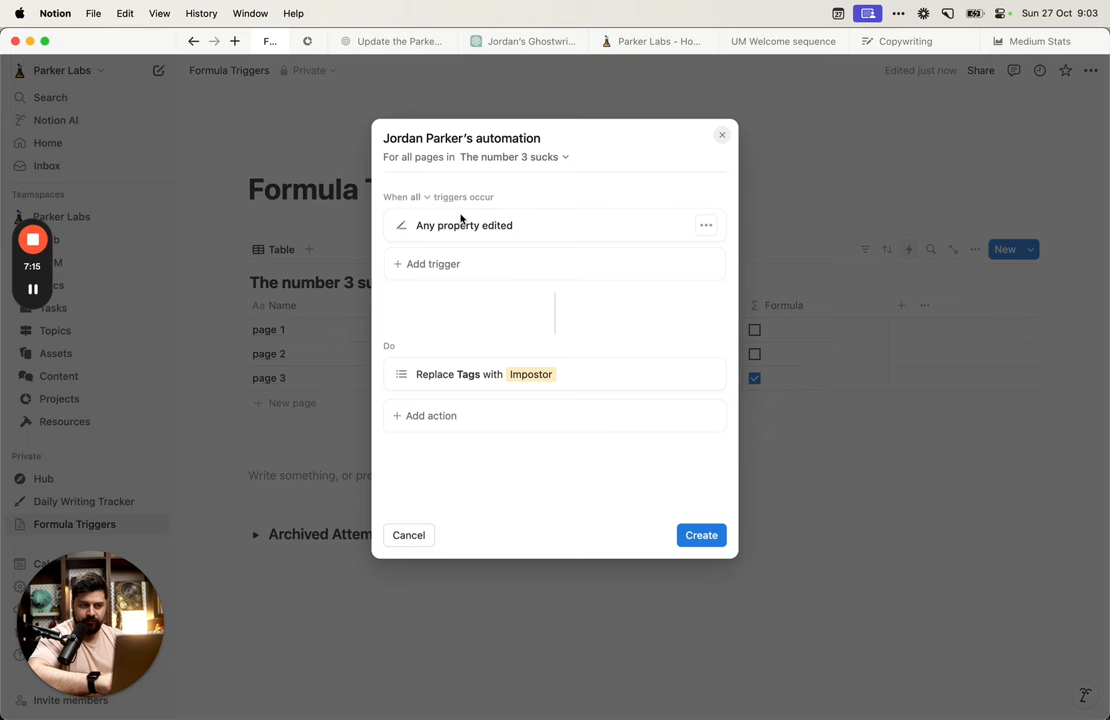 Notion File Edit View History Window Help
27 Sun 27 Oct 9:03
F... Update the Parke... Jordan's Ghostwri... Parker Labs - Ho... UM Welcome sequence Copywriting Medium Stats
Parker Labs
Formula Triggers Private
Edited just now Share
Search
Notion AI
Home
Inbox
Teamspaces
Parker Labs
b
M
cs
Tasks
Topics
Assets
Content
Projects
Resources
Private
Hub
Daily Writing Tracker
Formula Triggers
Cal
Invite members
7:15
Formula T
Table
New
The number 3 su
Aa Name
Σ Formula
page 1
page 2
page 3
New page
Write something, or pre
Archived Attem
Jordan Parker's automation
For all pages in The number 3 sucks
When all triggers occur
Any property edited
Add trigger
Do
Replace Tags with Impostor
Add action
Cancel Create